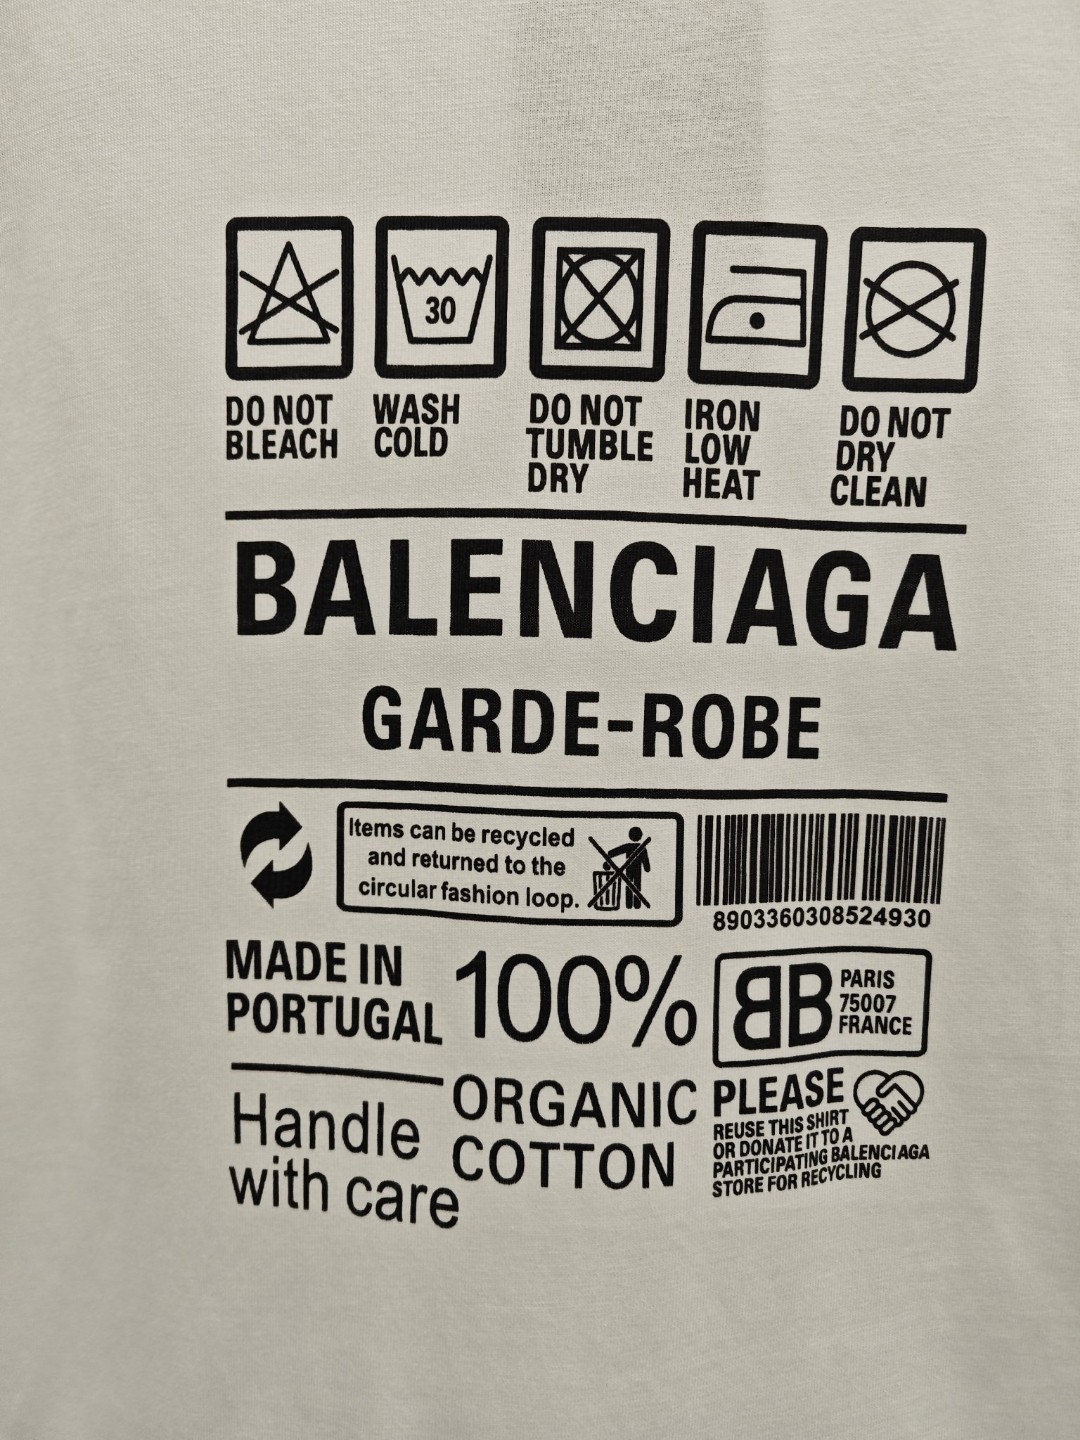 30
DO NOT
BLEACH
WASH
COLD
DO NOT
TUMBLE
DRY
IRON
LOW
HEAT
DO NOT
DRY
CLEAN
BALENCIAGA
GARDE-ROBE
Items can be recycled
and returned to the
circular fashion loop.
8903360308524930
MADE IN
PORTUGAL
100%
ORGANIC
COTTON
BB
PARIS
75007
FRANCE
Handle
with care
PLEASE
REUSE THIS SHIRT
OR DONATE IT TO A
PARTICIPATING BALENCIAGA
STORE FOR RECYCLING